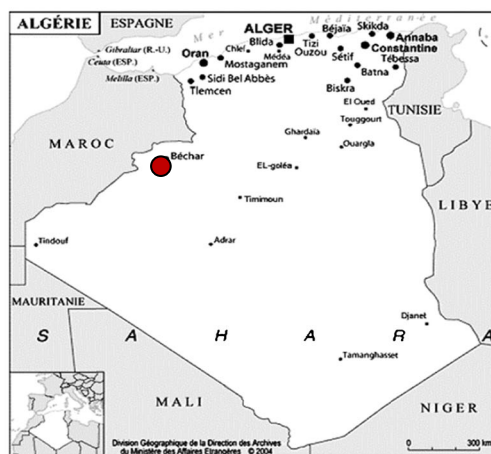 ALGÉRIE
ESPAGNE
Mer Méditerranée
Gibraltar (R.-U.)
Ceuta (ESP.)
Melilla (ESP.)
ALGER
Blida
Chlef
Médéa
Tizi
Ouzou
Béjaïa
Skikda
Annaba
Constantine
Sétif
Batna
Tébessa
Oran
Mostaganem
Sidi Bel Abbès
Tlemcen
Biskra
El Oued
Touggourt
TUNISIE
MAROC
Ghardaïa
Ouargla
Béchar
EL-goléa
Timimoun
LIBYE
Tindouf
Adrar
MAURITANIE
Djanet
S A H A R A
Tamanghasset
MALI
NIGER
Division Géographique de la Direction des Archives
du Ministère des Affaires Etrangères © 2004
0 300 km